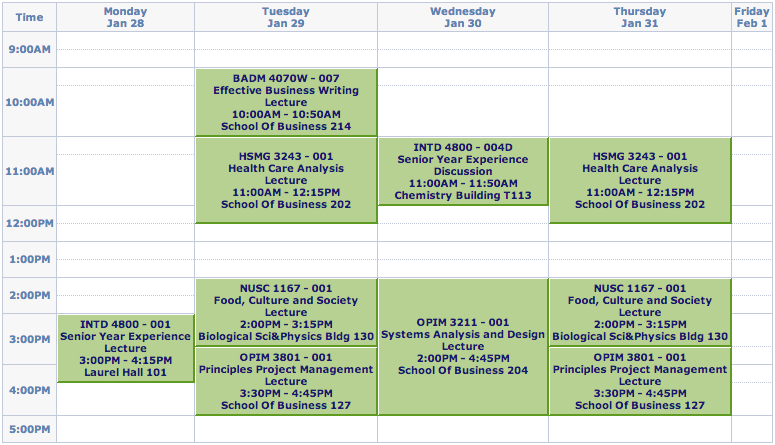 Time
Monday
Jan 28
Tuesday
Jan 29
Wednesday
Jan 30
Thursday
Jan 31
Friday
Feb 1
9:00AM
10:00AM
BADM 4070W - 007
Effective Business Writing
Lecture
10:00AM - 10:50AM
School Of Business 214
11:00AM
HSMG 3243 - 001
Health Care Analysis
Lecture
11:00AM - 12:15PM
School Of Business 202
INTD 4800 - 004D
Senior Year Experience
Discussion
11:00AM - 11:50AM
Chemistry Building T113
HSMG 3243 - 001
Health Care Analysis
Lecture
11:00AM - 12:15PM
School Of Business 202
12:00PM
1:00PM
2:00PM
NUSC 1167 - 001
Food, Culture and Society
Lecture
2:00PM - 3:15PM
Biological Sci&Physics Bldg 130
OPIM 3211 - 001
Systems Analysis and Design
Lecture
2:00PM - 4:45PM
School Of Business 204
NUSC 1167 - 001
Food, Culture and Society
Lecture
2:00PM - 3:15PM
Biological Sci&Physics Bldg 130
3:00PM
INTD 4800 - 001
Senior Year Experience
Lecture
3:00PM - 4:15PM
Laurel Hall 101
OPIM 3801 - 001
Principles Project Management
Lecture
3:30PM - 4:45PM
School Of Business 127
OPIM 3801 - 001
Principles Project Management
Lecture
3:30PM - 4:45PM
School Of Business 127
4:00PM
5:00PM